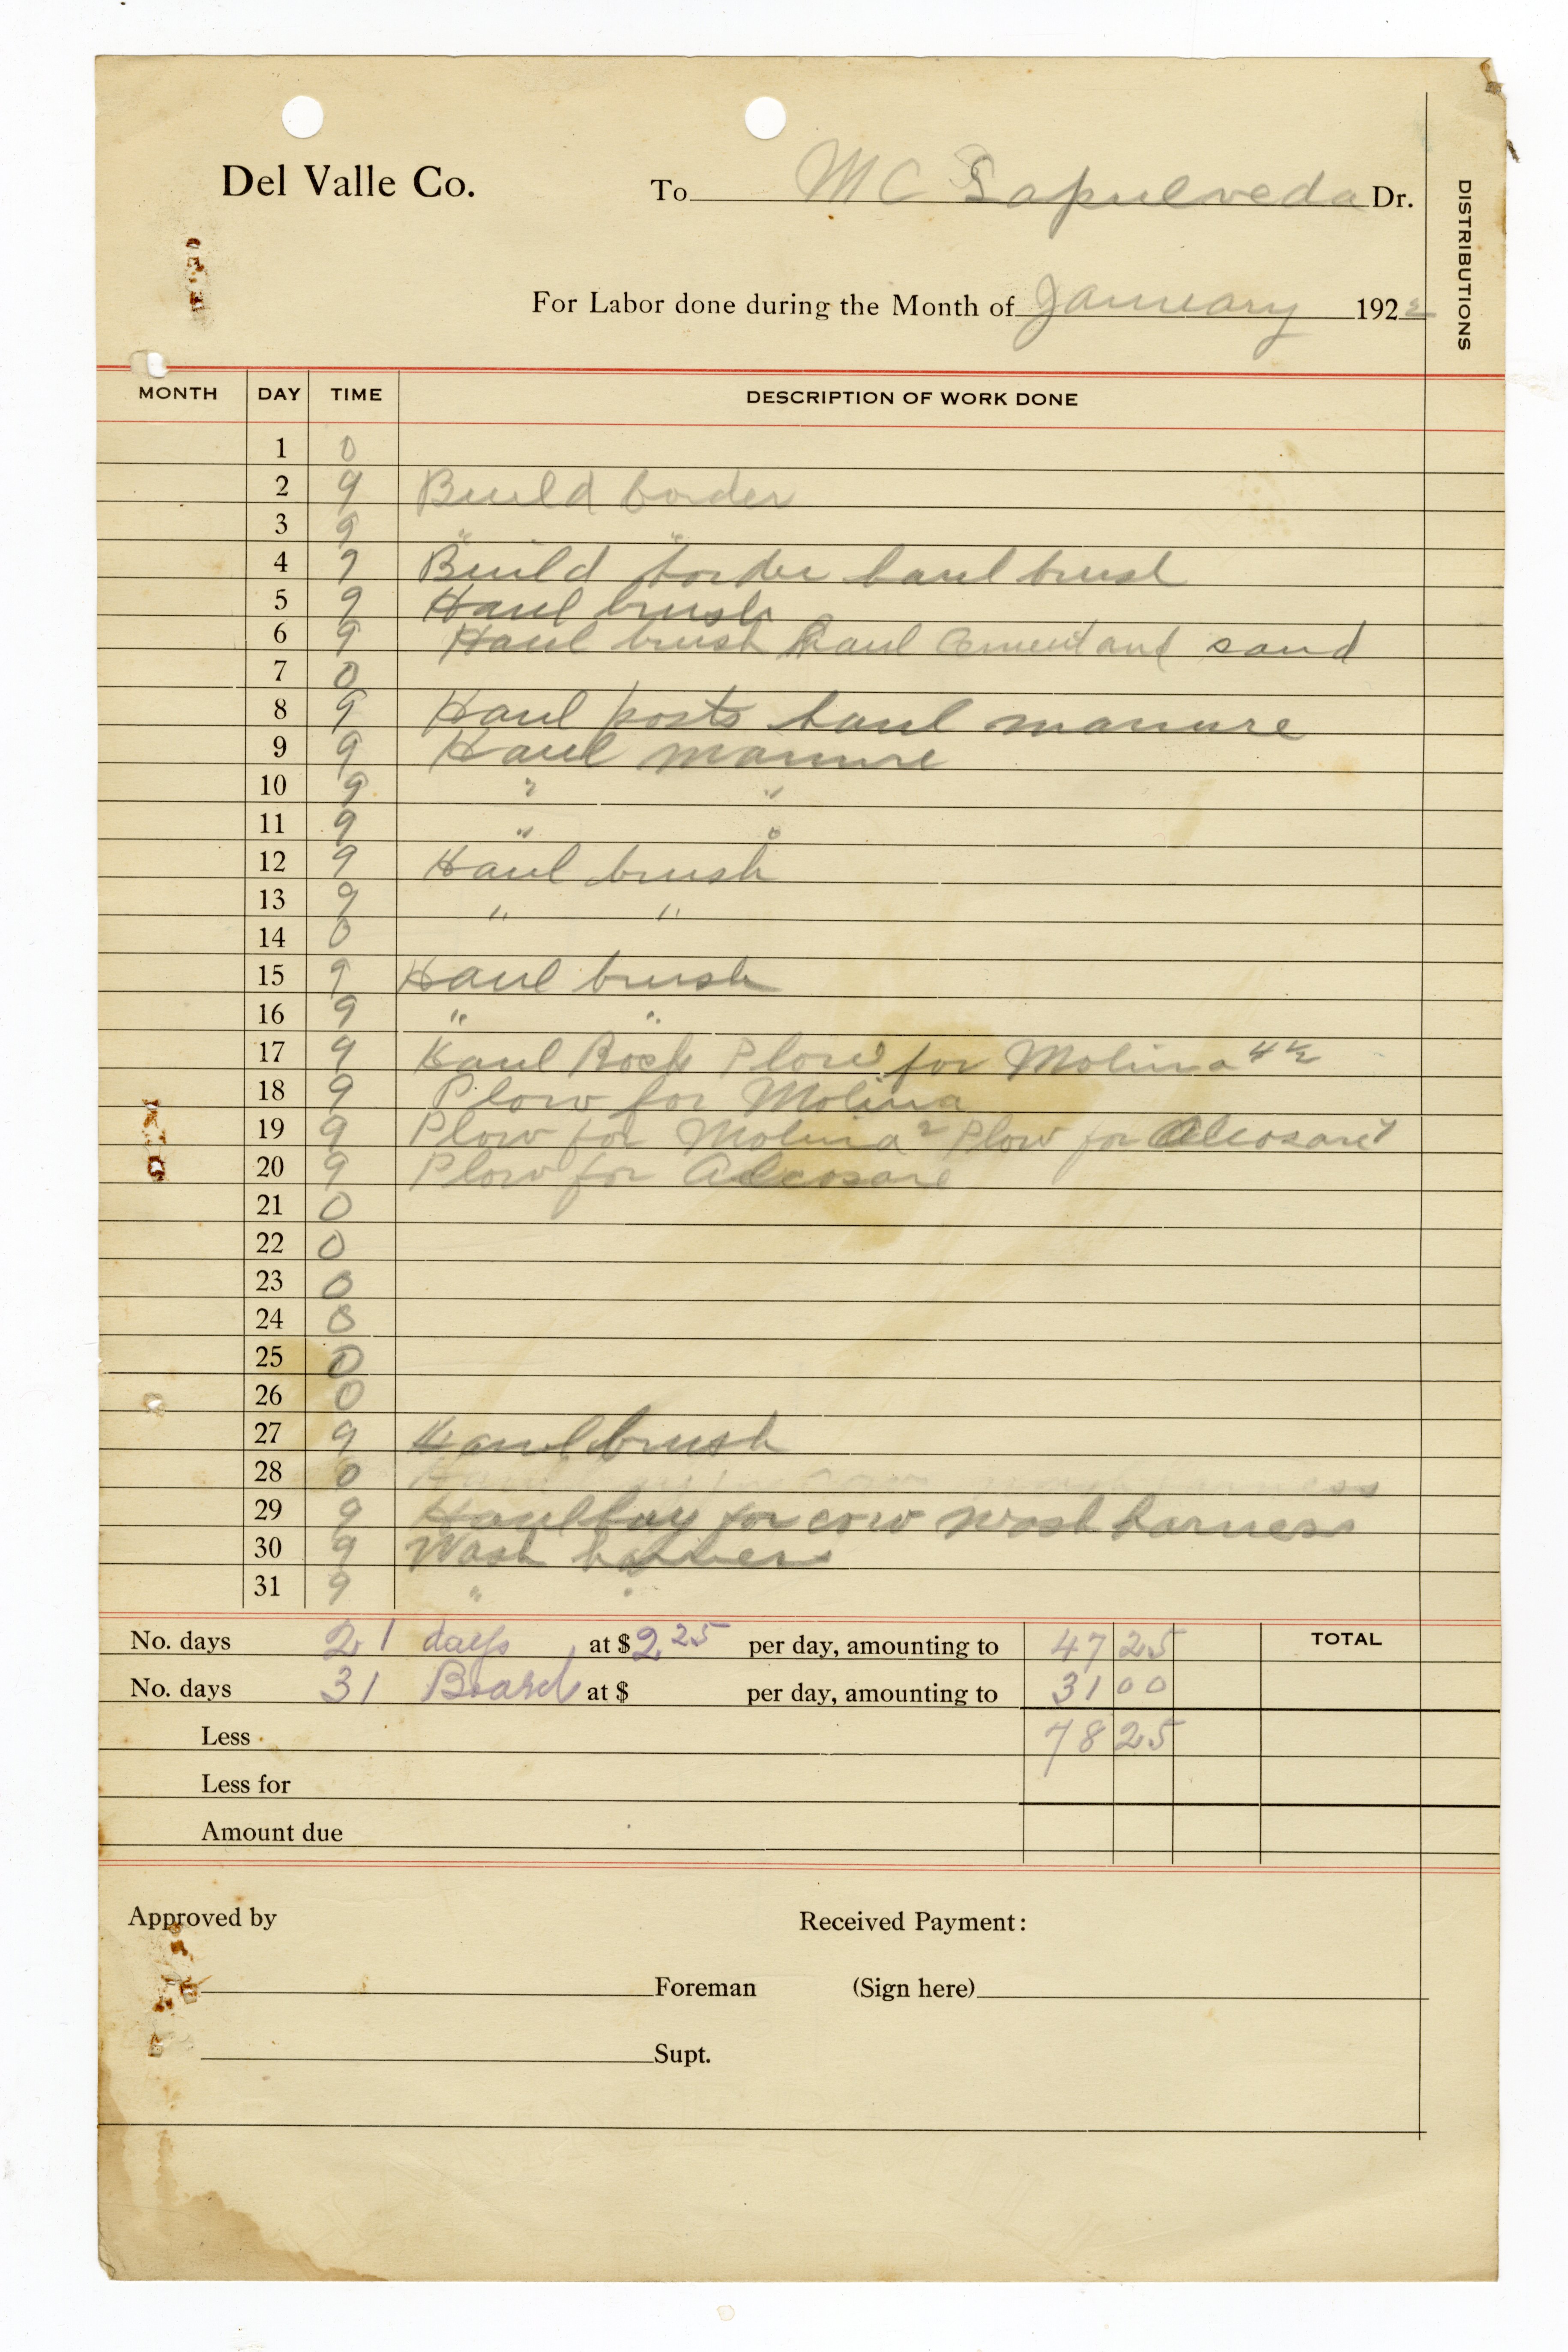 Del Valle Co. To MC Sapulveda Dr.
DISTRIBUTIONS
For Labor done during the Month of January 1922
MONTH DAY TIME DESCRIPTION OF WORK DONE
1 0
2 9 Build border
3 9 " "
4 9 Build border haul brush
5 9 Haul brush
6 9 Haul brush haul cement and sand
7 0
8 9 Haul posts haul manure
9 9 Haul manure
10 9 " "
11 9 " "
12 9 Haul brush
13 9 " "
14 0
15 9 Haul brush
16 9 " "
17 9 Haul Rock Plow for Molina 4 1/2
18 9 Plow for Molina
19 9 Plow for Molina 2 Plow for Alcosare 7
20 9 Plow for Alcosare
21 0
22 0
23 0
24 0
25 0
26 0
27 9 Haul brush
28 0
29 9 Haul hay for cow wash harness
30 9 Wash harness
31 9 " "
No. days 21 days at $ 2.25 per day, amounting to 47 25 TOTAL
No. days 31 Board at $ per day, amounting to 31 00
Less 78 25
Less for
Amount due
Approved by Received Payment:
Foreman (Sign here)
Supt.